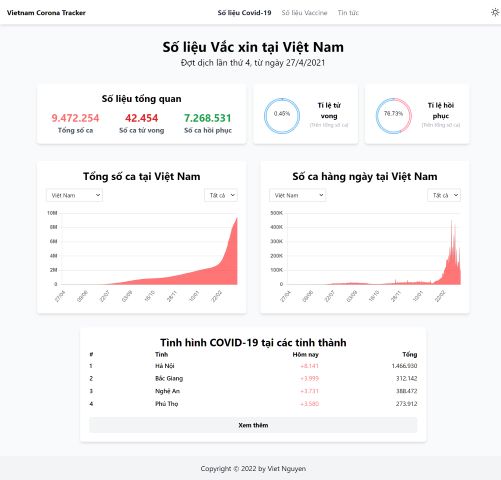 Vietnam Corona Tracker
Số liệu Covid-19
Số liệu Vaccine
Tin tức
Số liệu Vắc xin tại Việt Nam
Đợt dịch lần thứ 4, từ ngày 27/4/2021
Số liệu tổng quan
9.472.254
42.454
7.268.531
Tổng số ca
Số ca tử vong
Số ca hồi phục
0.45%
Tỉ lệ tử
vong
(Trên tổng số ca)
76.73%
Tỉ lệ hồi
phục
(Trên tổng số ca)
Tổng số ca tại Việt Nam
Việt Nam
Tất cả
10M
8M
6M
4M
2M
0
27/04
09/06
22/07
03/09
16/10
28/11
10/01
22/02
Số ca hàng ngày tại Việt Nam
Việt Nam
Tất cả
500K
400K
300K
200K
100K
0
27/04
09/06
22/07
03/09
16/10
28/11
10/01
22/02
Tình hình COVID-19 tại các tỉnh thành
# Tỉnh Hôm nay Tổng
1 Hà Nội +8.141 1.466.930
2 Bắc Giang +3.999 312.142
3 Nghệ An +3.731 388.472
4 Phú Thọ +3.580 273.912
Xem thêm
Copyright © 2022 by Viet Nguyen